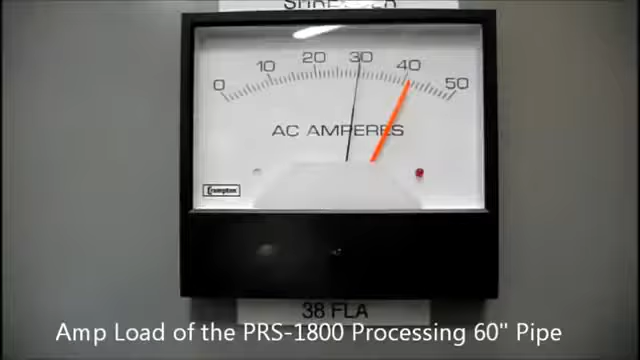 SHREDDER
0 10 20 30 40 50
AC AMPERES
Crompton
38 FLA
Amp Load of the PRS-1800 Processing 60" Pipe